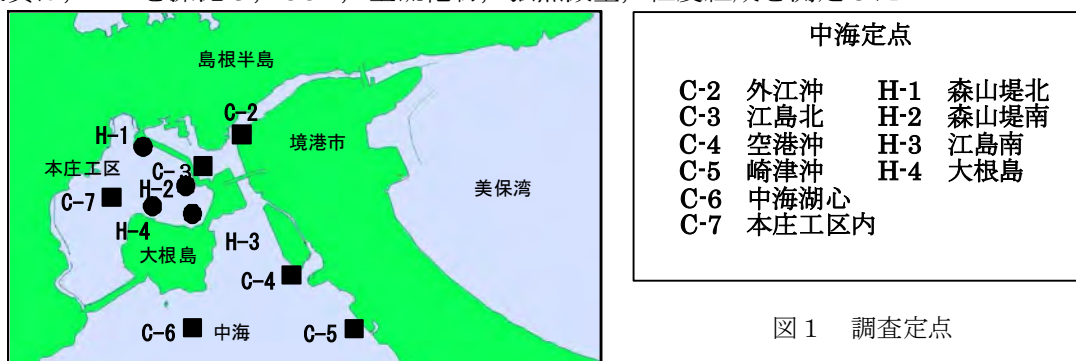 島根半島
C-2
境港市
H-1
本庄工区
C-3
H-2
C-7
美保湾
H-4
大根島
H-3
C-4
C-6
中海
C-5
中海定点
C-2 外江沖 H-1 森山堤北
C-3 江島北 H-2 森山堤南
C-4 空港沖 H-3 江島南
C-5 崎津沖 H-4 大根島
C-6 中海湖心
C-7 本庄工区内
図1 調査定点